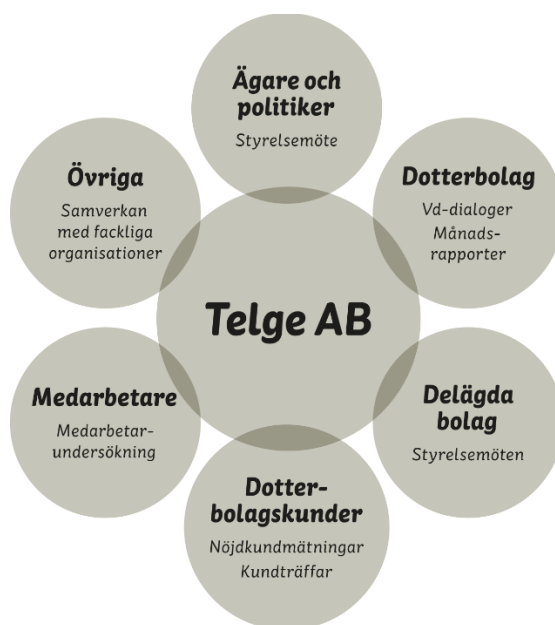 Ägare och
politiker
Styrelsemöte
Övriga
Samverkan
med fackliga
organisationer
Dotterbolag
Vd-dialoger
Månads-
rapporter
Telge AB
Medarbetare
Medarbetar-
undersökning
Delägda
bolag
Styrelsemöten
Dotter-
bolagskunder
Nöjdkundmätningar
Kundträffar